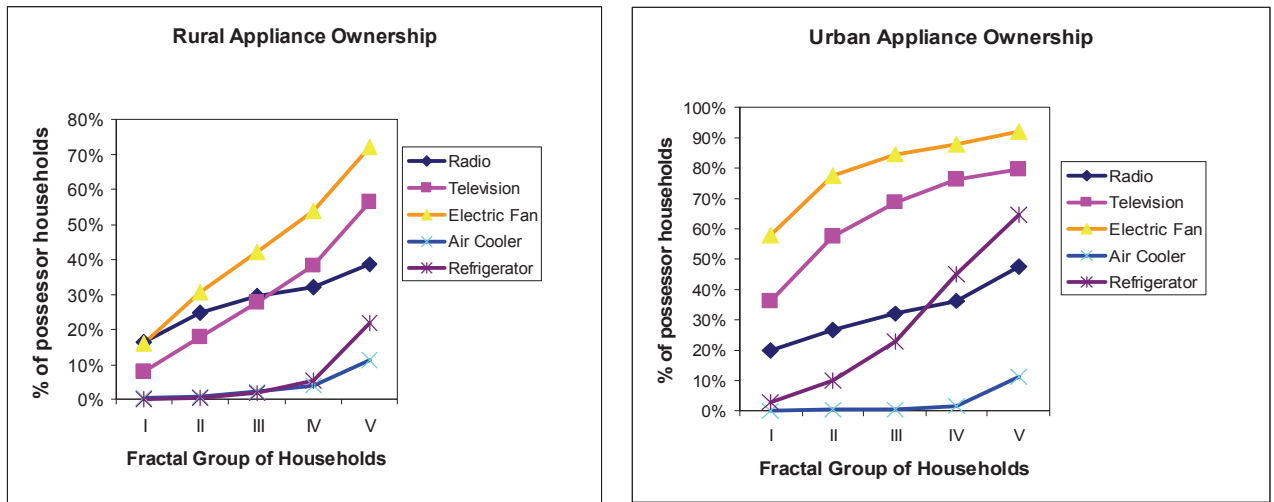 Rural Appliance Ownership
% of possessor households
80%
70%
60%
50%
40%
30%
20%
10%
0%
I II III IV V
Fractal Group of Households
Radio
Television
Electric Fan
Air Cooler
Refrigerator
Urban Appliance Ownership
% of possessor households
100%
90%
80%
70%
60%
50%
40%
30%
20%
10%
0%
I II III IV V
Fractal Group of Households
Radio
Television
Electric Fan
Air Cooler
Refrigerator